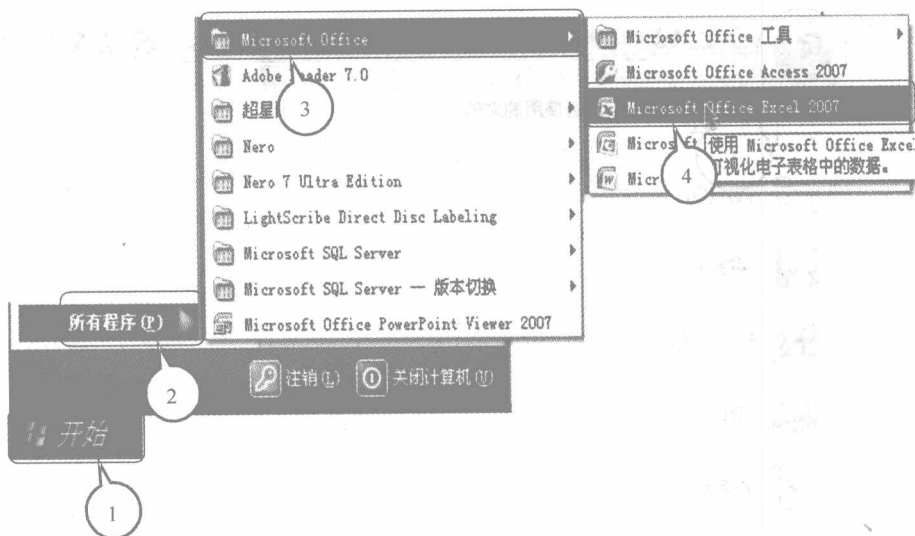 Microsoft Office
Adobe ader 7.0
超星
Nero
Nero 7 Ultra Edition
LightScribe Direct Disc Labeling
Microsoft SQL Server
Microsoft SQL Server — 版本切换
Microsoft Office PowerPoint Viewer 2007
Microsoft Office 工具
Microsoft Office Access 2007
Microsoft Office Excel 2007
Micros 使用 Microsoft Office Excel
Micr 可视化电子表格中的数据。
所有程序(P)
注销(L) 关闭计算机(U)
开始
3
4
2
1